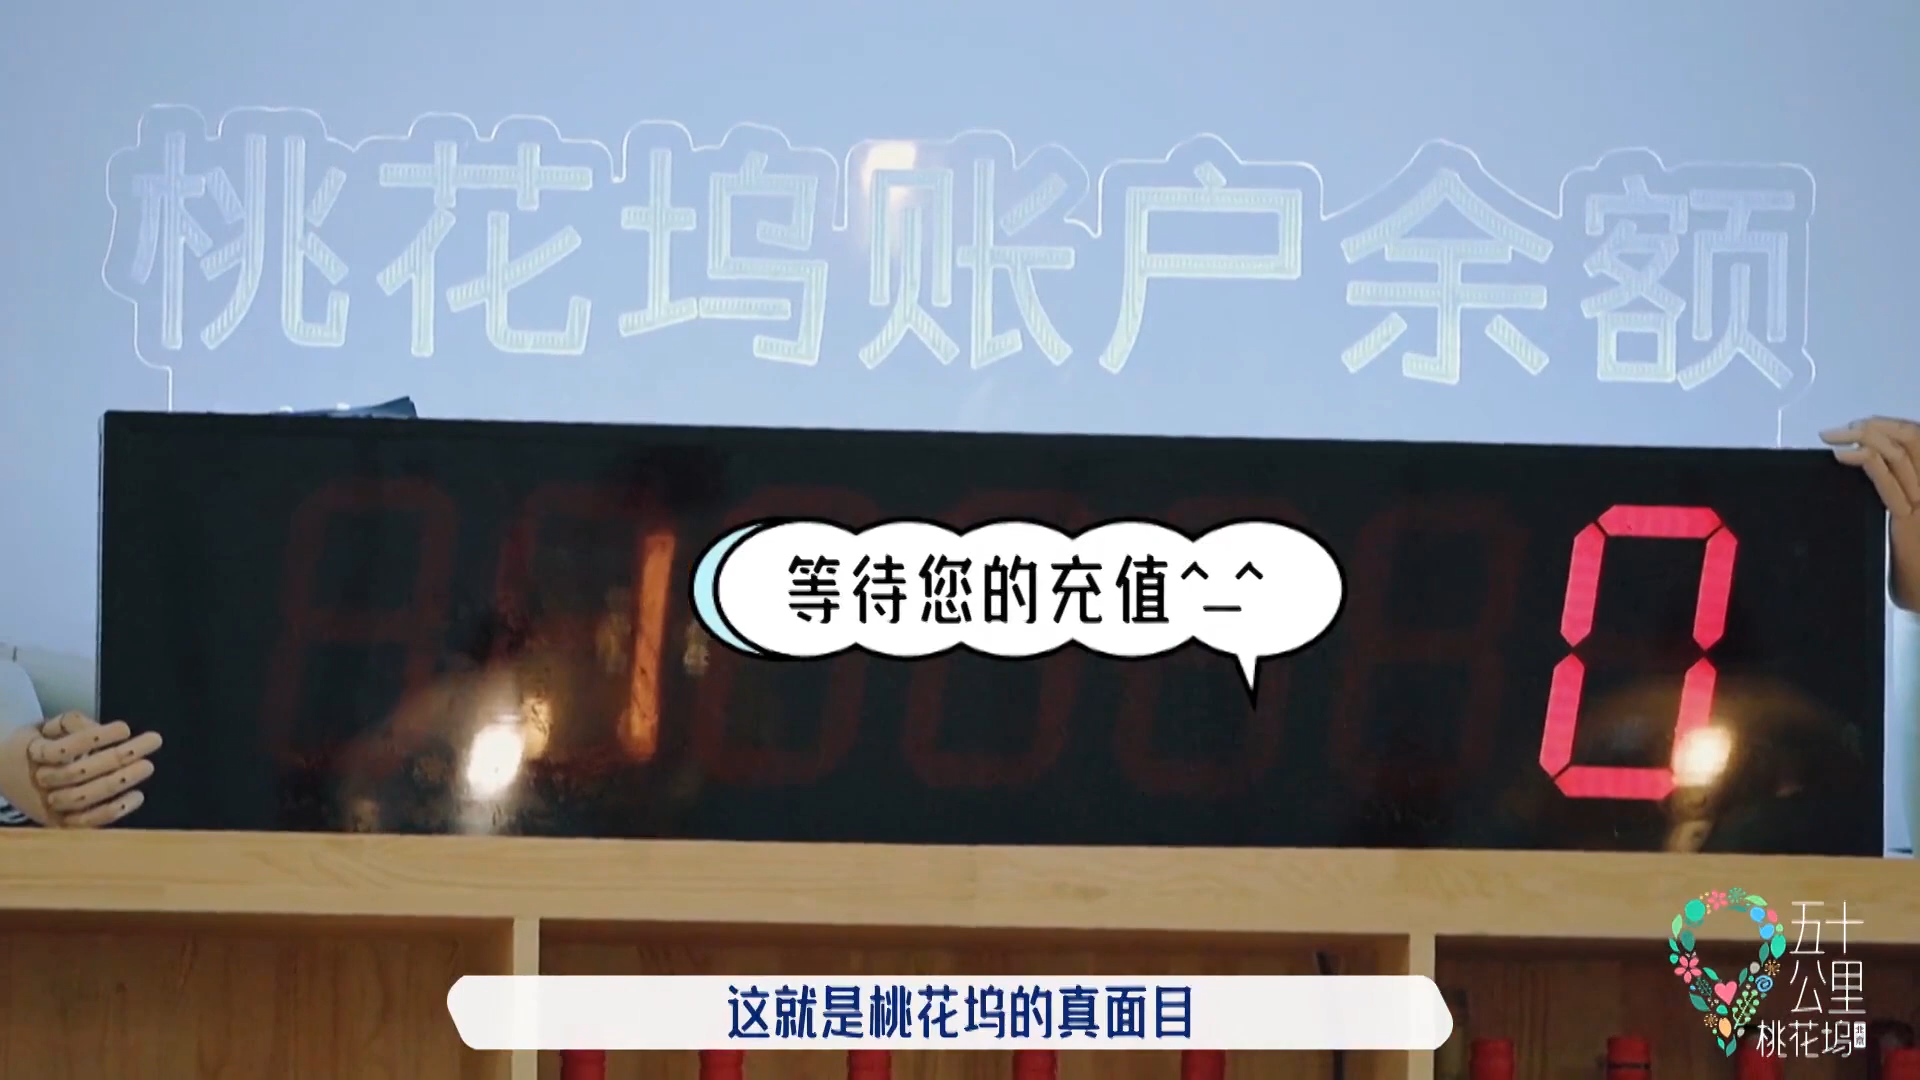 桃花坞账户余额
等待您的充值^_^
0
这就是桃花坞的真面目
五十
公里
桃花坞